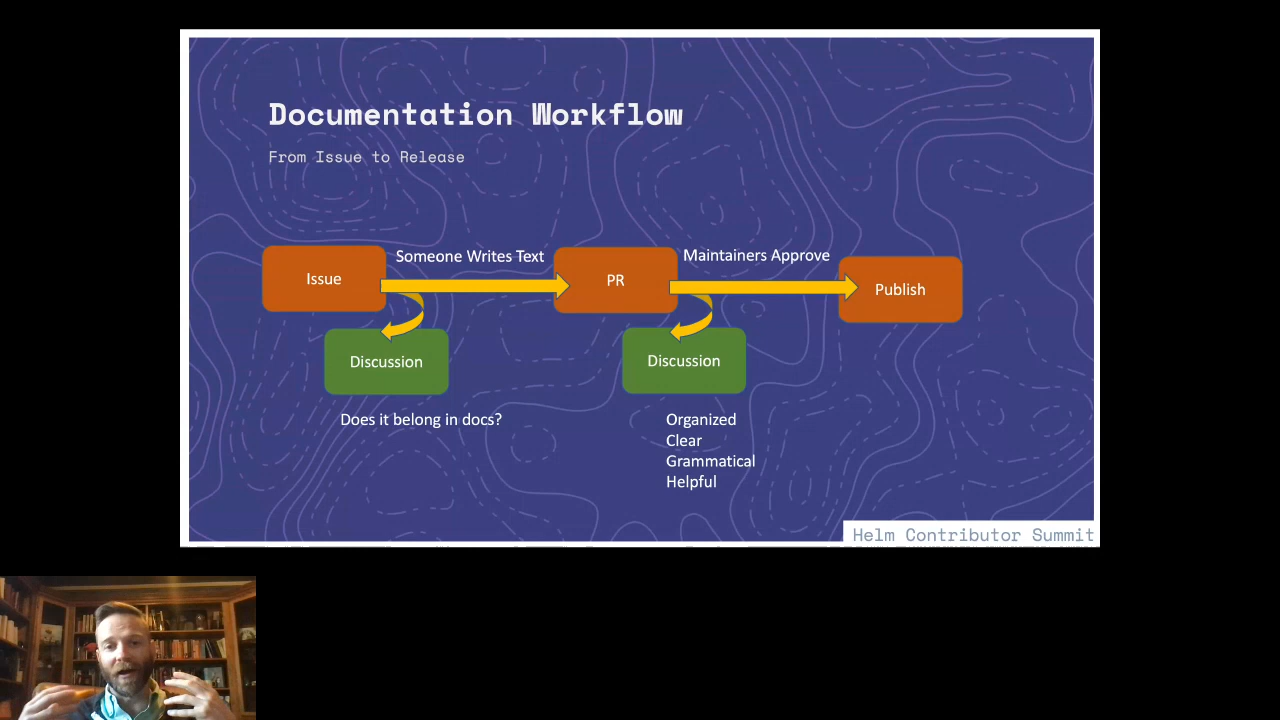 Documentation Workflow
From Issue to Release
Issue
Someone Writes Text
PR
Maintainers Approve
Publish
Discussion
Discussion
Does it belong in docs?
Organized
Clear
Grammatical
Helpful
Helm Contributor Summit